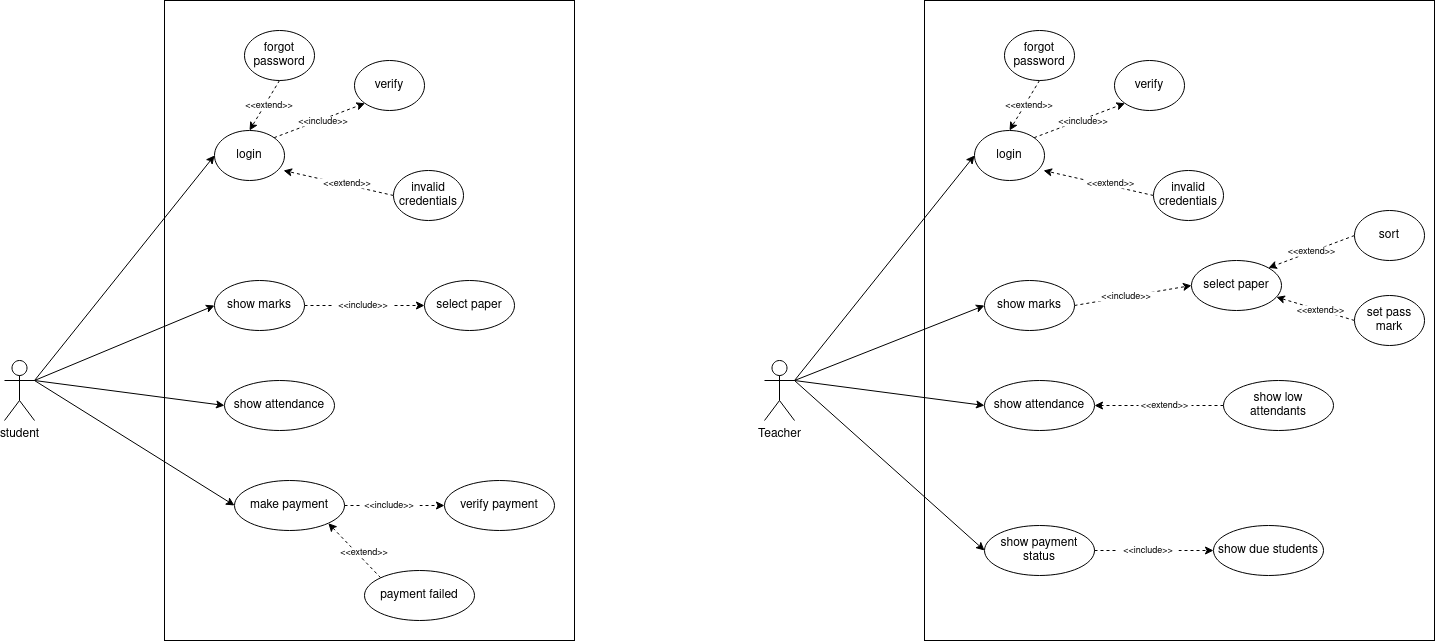 forgot
password
verify
<<extend>>
<<include>>
login
<<extend>>
invalid
credentials
show marks
<<include>>
select paper
show attendance
student
make payment
<<include>>
verify payment
<<extend>>
payment failed
forgot
password
verify
<<extend>>
<<include>>
login
<<extend>>
invalid
credentials
sort
<<extend>>
select paper
show marks
<<include>>
<<extend>>
set pass
mark
show attendance
<<extend>>
show low
attendants
Teacher
show payment
status
<<include>>
show due students